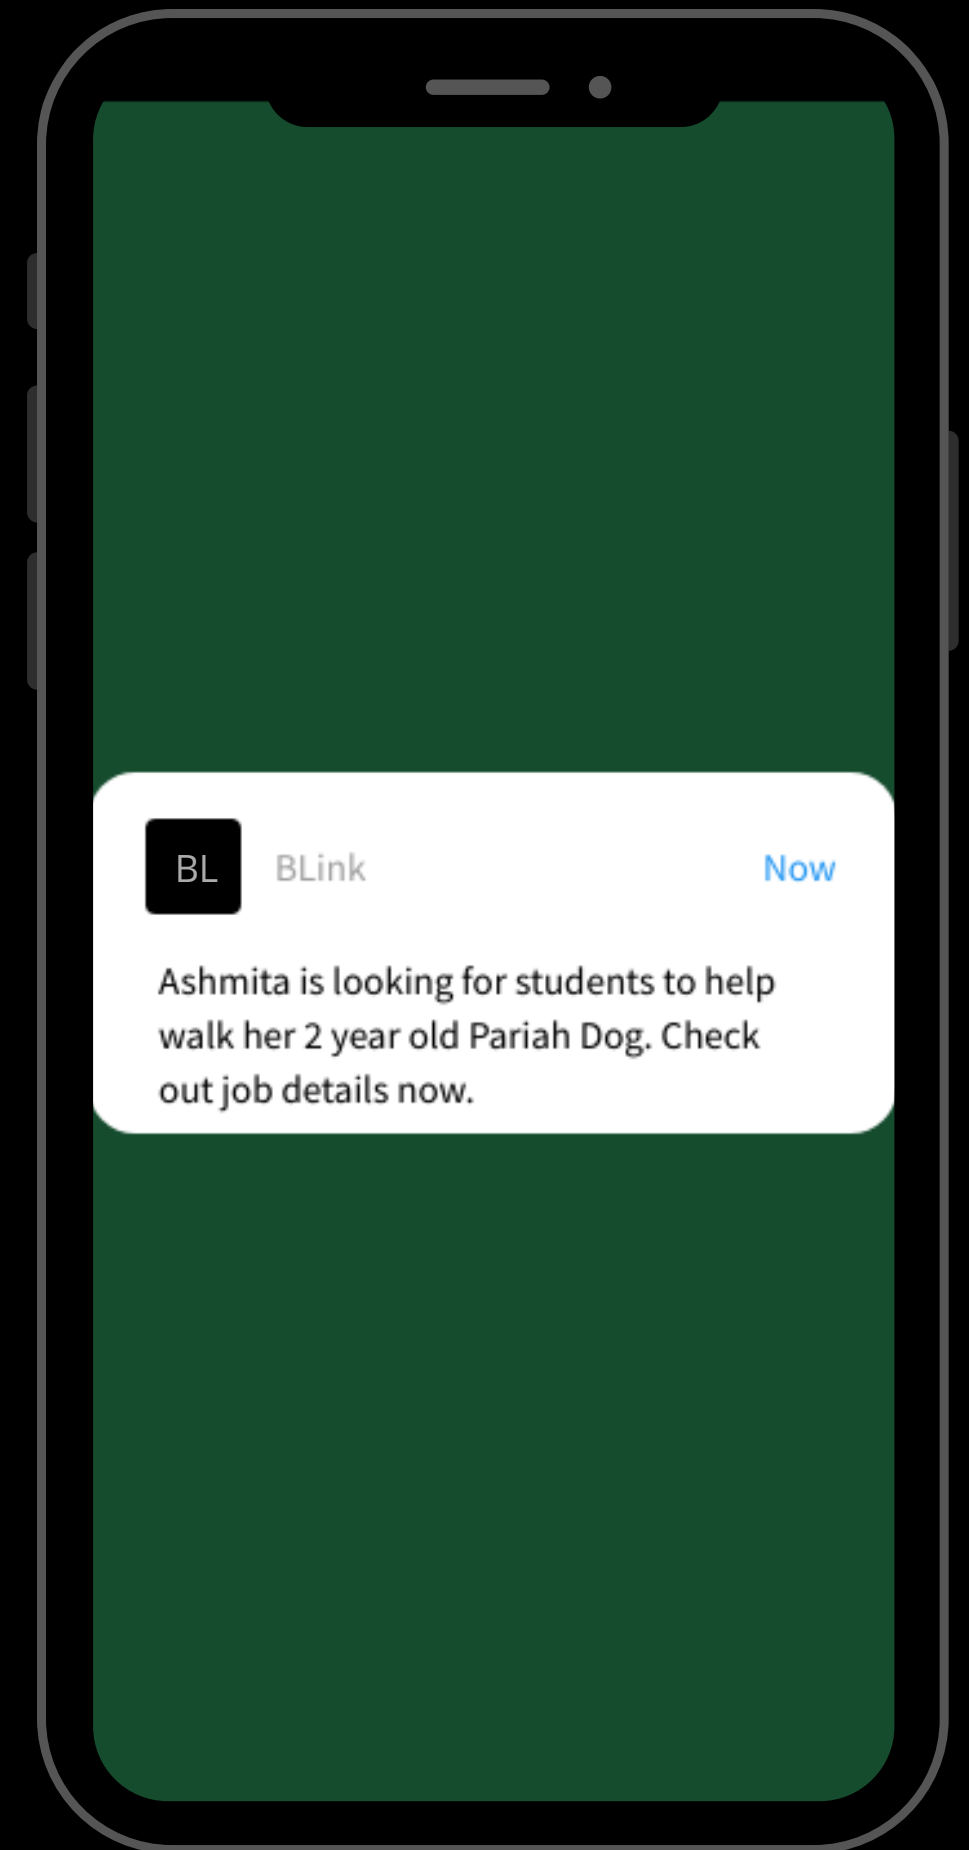 BL BLink Now
Ashmita is looking for students to help
walk her 2 year old Pariah Dog. Check
out job details now.